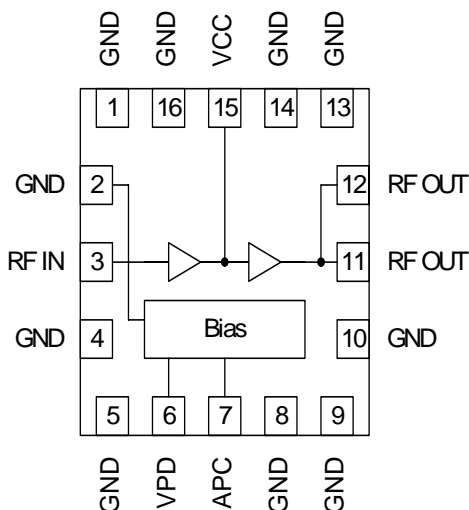 GND GND VCC GND GND
1 16 15 14 13
GND 2 12 RF OUT
RF IN 3 11 RF OUT
GND 4 Bias 10 GND
5 6 7 8 9
GND VPD APC GND GND